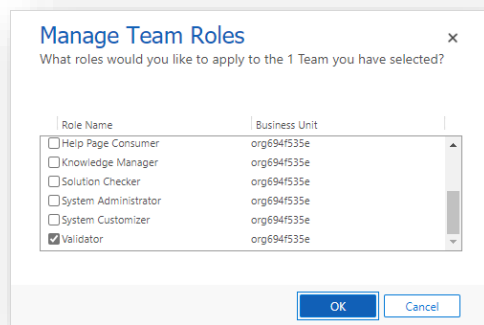 Manage Team Roles
What roles would you like to apply to the 1 Team you have selected?
Role Name Business Unit
Help Page Consumer org694f535e
Knowledge Manager org694f535e
Solution Checker org694f535e
System Administrator org694f535e
System Customizer org694f535e
Validator org694f535e
OK Cancel